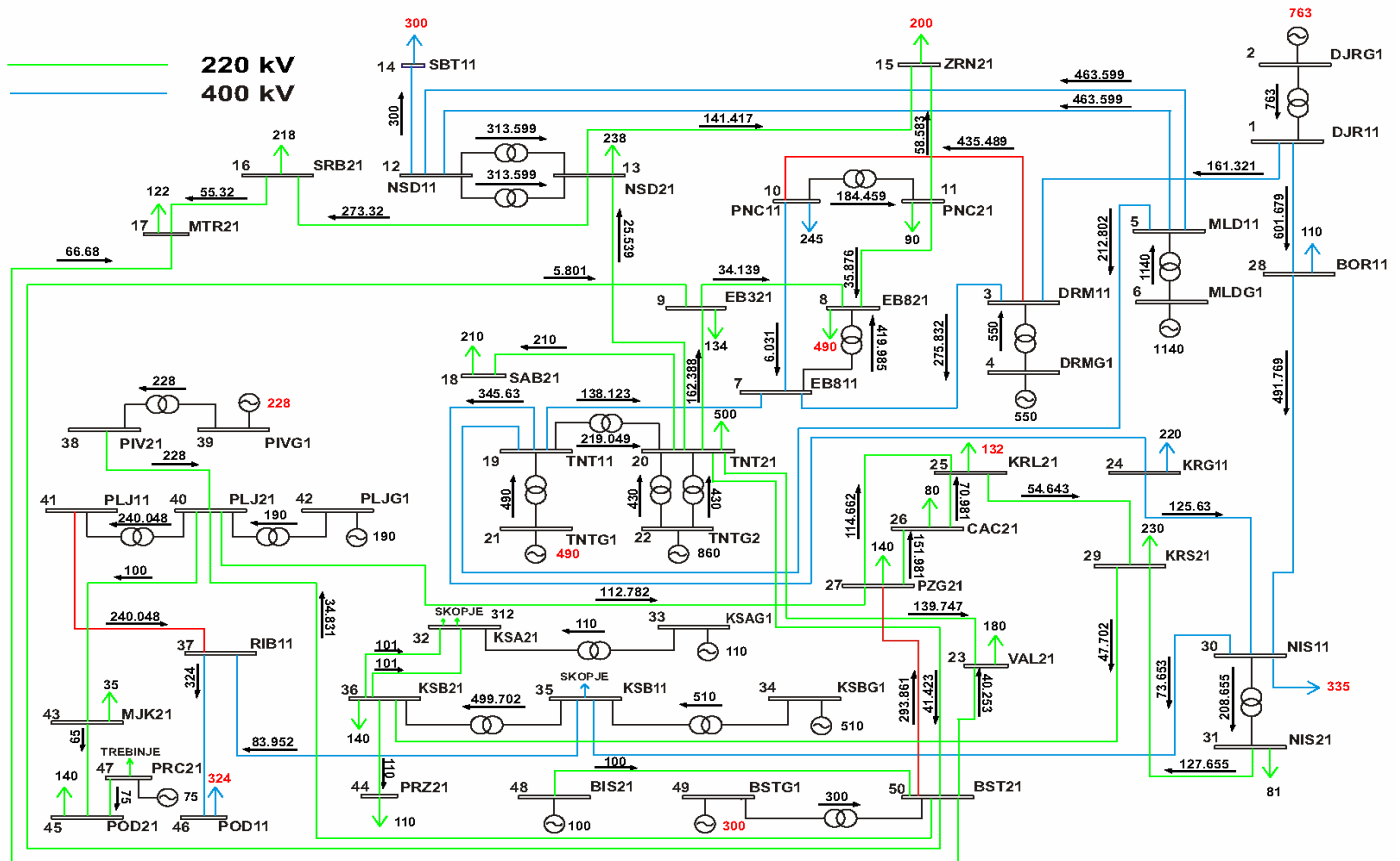 300
200
763
220 kV
400 kV
14 SBT11
15 ZRN21
2 DJRG1
463.599
463.599
763
300
141.417
58.583
435.489
1 DJR11
218
313.599
238
161.321
16 SRB21
12 NSD11
13 NSD21
313.599
10 PNC11
184.459
11 PNC21
122
55.32
17 MTR21
273.32
25.539
245
90
212.802
5 MLD11
601.679
110
66.68
5.801
34.139
35.876
1140
28 BOR11
9 EB321
8 EB821
3 DRM11
6 MLDG1
134
490
419.985
275.832
550
1140
210
210
18 SAB21
162.388
6.031
7 EB811
4 DRMG1
550
491.769
228
228
345.63
138.123
500
38 PIV21
39 PIVG1
219.049
228
19 TNT11
20 TNT21
132
220
25 KRL21
24 KRG11
41 PLJ11
40 PLJ21
42 PLJG1
490
430
430
114.662
80
70.981
54.643
125.63
240.048
190
190
21 TNTG1
22 TNTG2
26 CAC21
490
860
140
151.981
230
29 KRS21
100
27 PZG21
34.831
112.782
139.747
240.048
SKOPJE 312
32 KSA21
110
33 KSAG1
180
37 RIB11
101
110
23 VAL21
47.702
73.653
30 NIS11
324
101
SKOPJE
293.861
41.423
40.253
208.655
335
35
36 KSB21
499.702
35 KSB11
510
34 KSBG1
43 MJK21
140
510
31 NIS21
65
83.952
127.655
81
TREBINJE
140
47 PRC21
324
110
100
75
75
44 PRZ21
48 BIS21
49 BSTG1
300
50 BST21
45 POD21
46 POD11
110
100
300